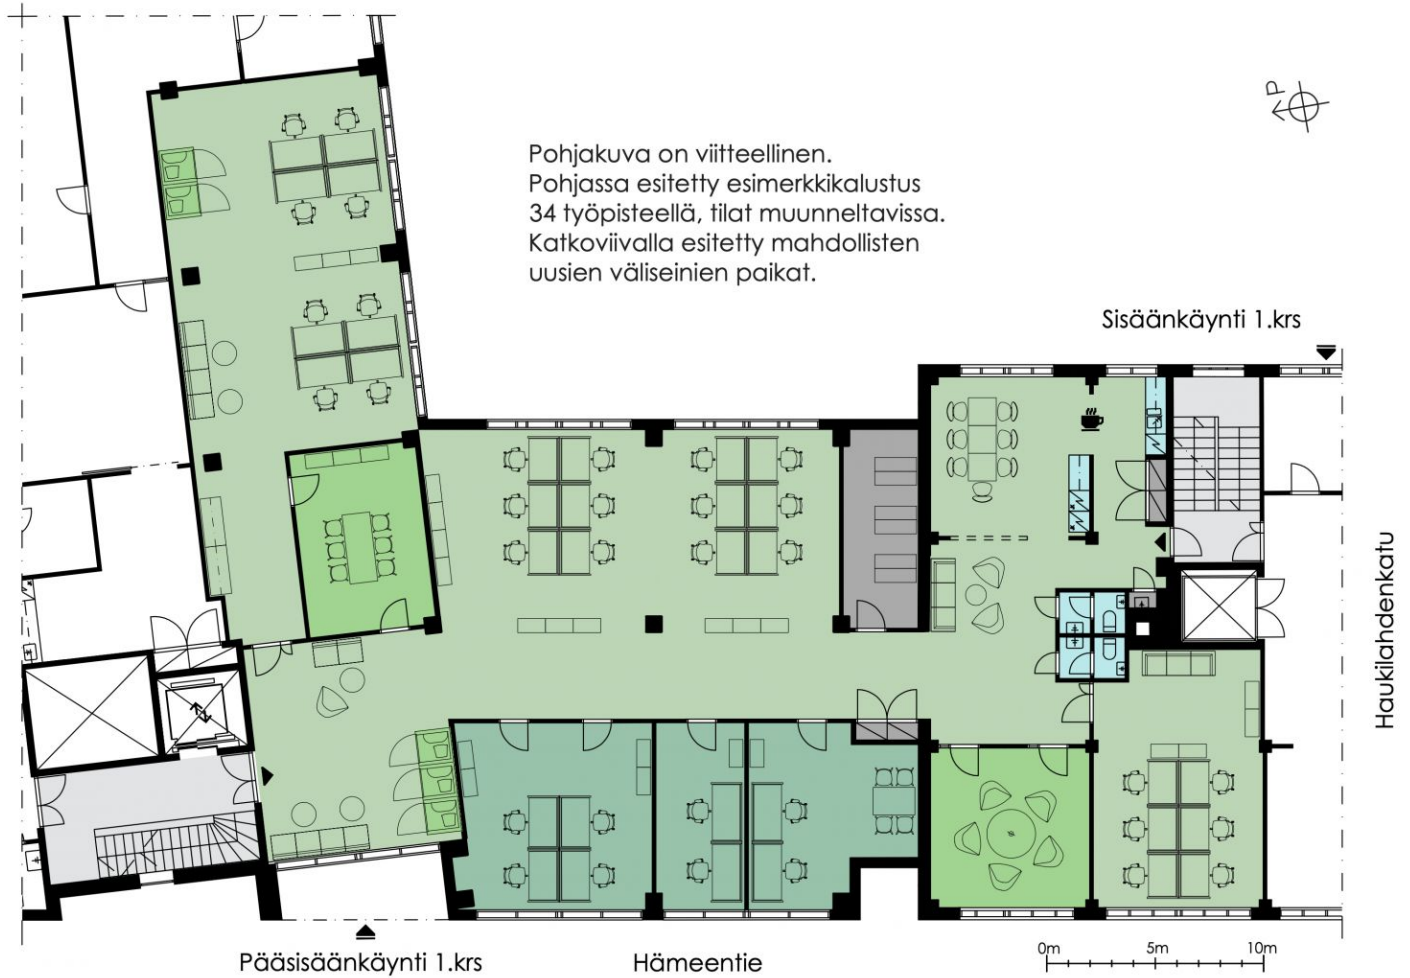 P
Pohjakuva on viitteellinen.
Pohjassa esitetty esimerkkikalustus
34 työpisteellä, tilat muunneltavissa.
Katkoviivalla esitetty mahdollisten
uusien väliseinien paikat.
Sisäänkäynti 1.krs
Haukilahdenkatu
Pääsisäänkäynti 1.krs
Hämeentie
0m 5m 10m